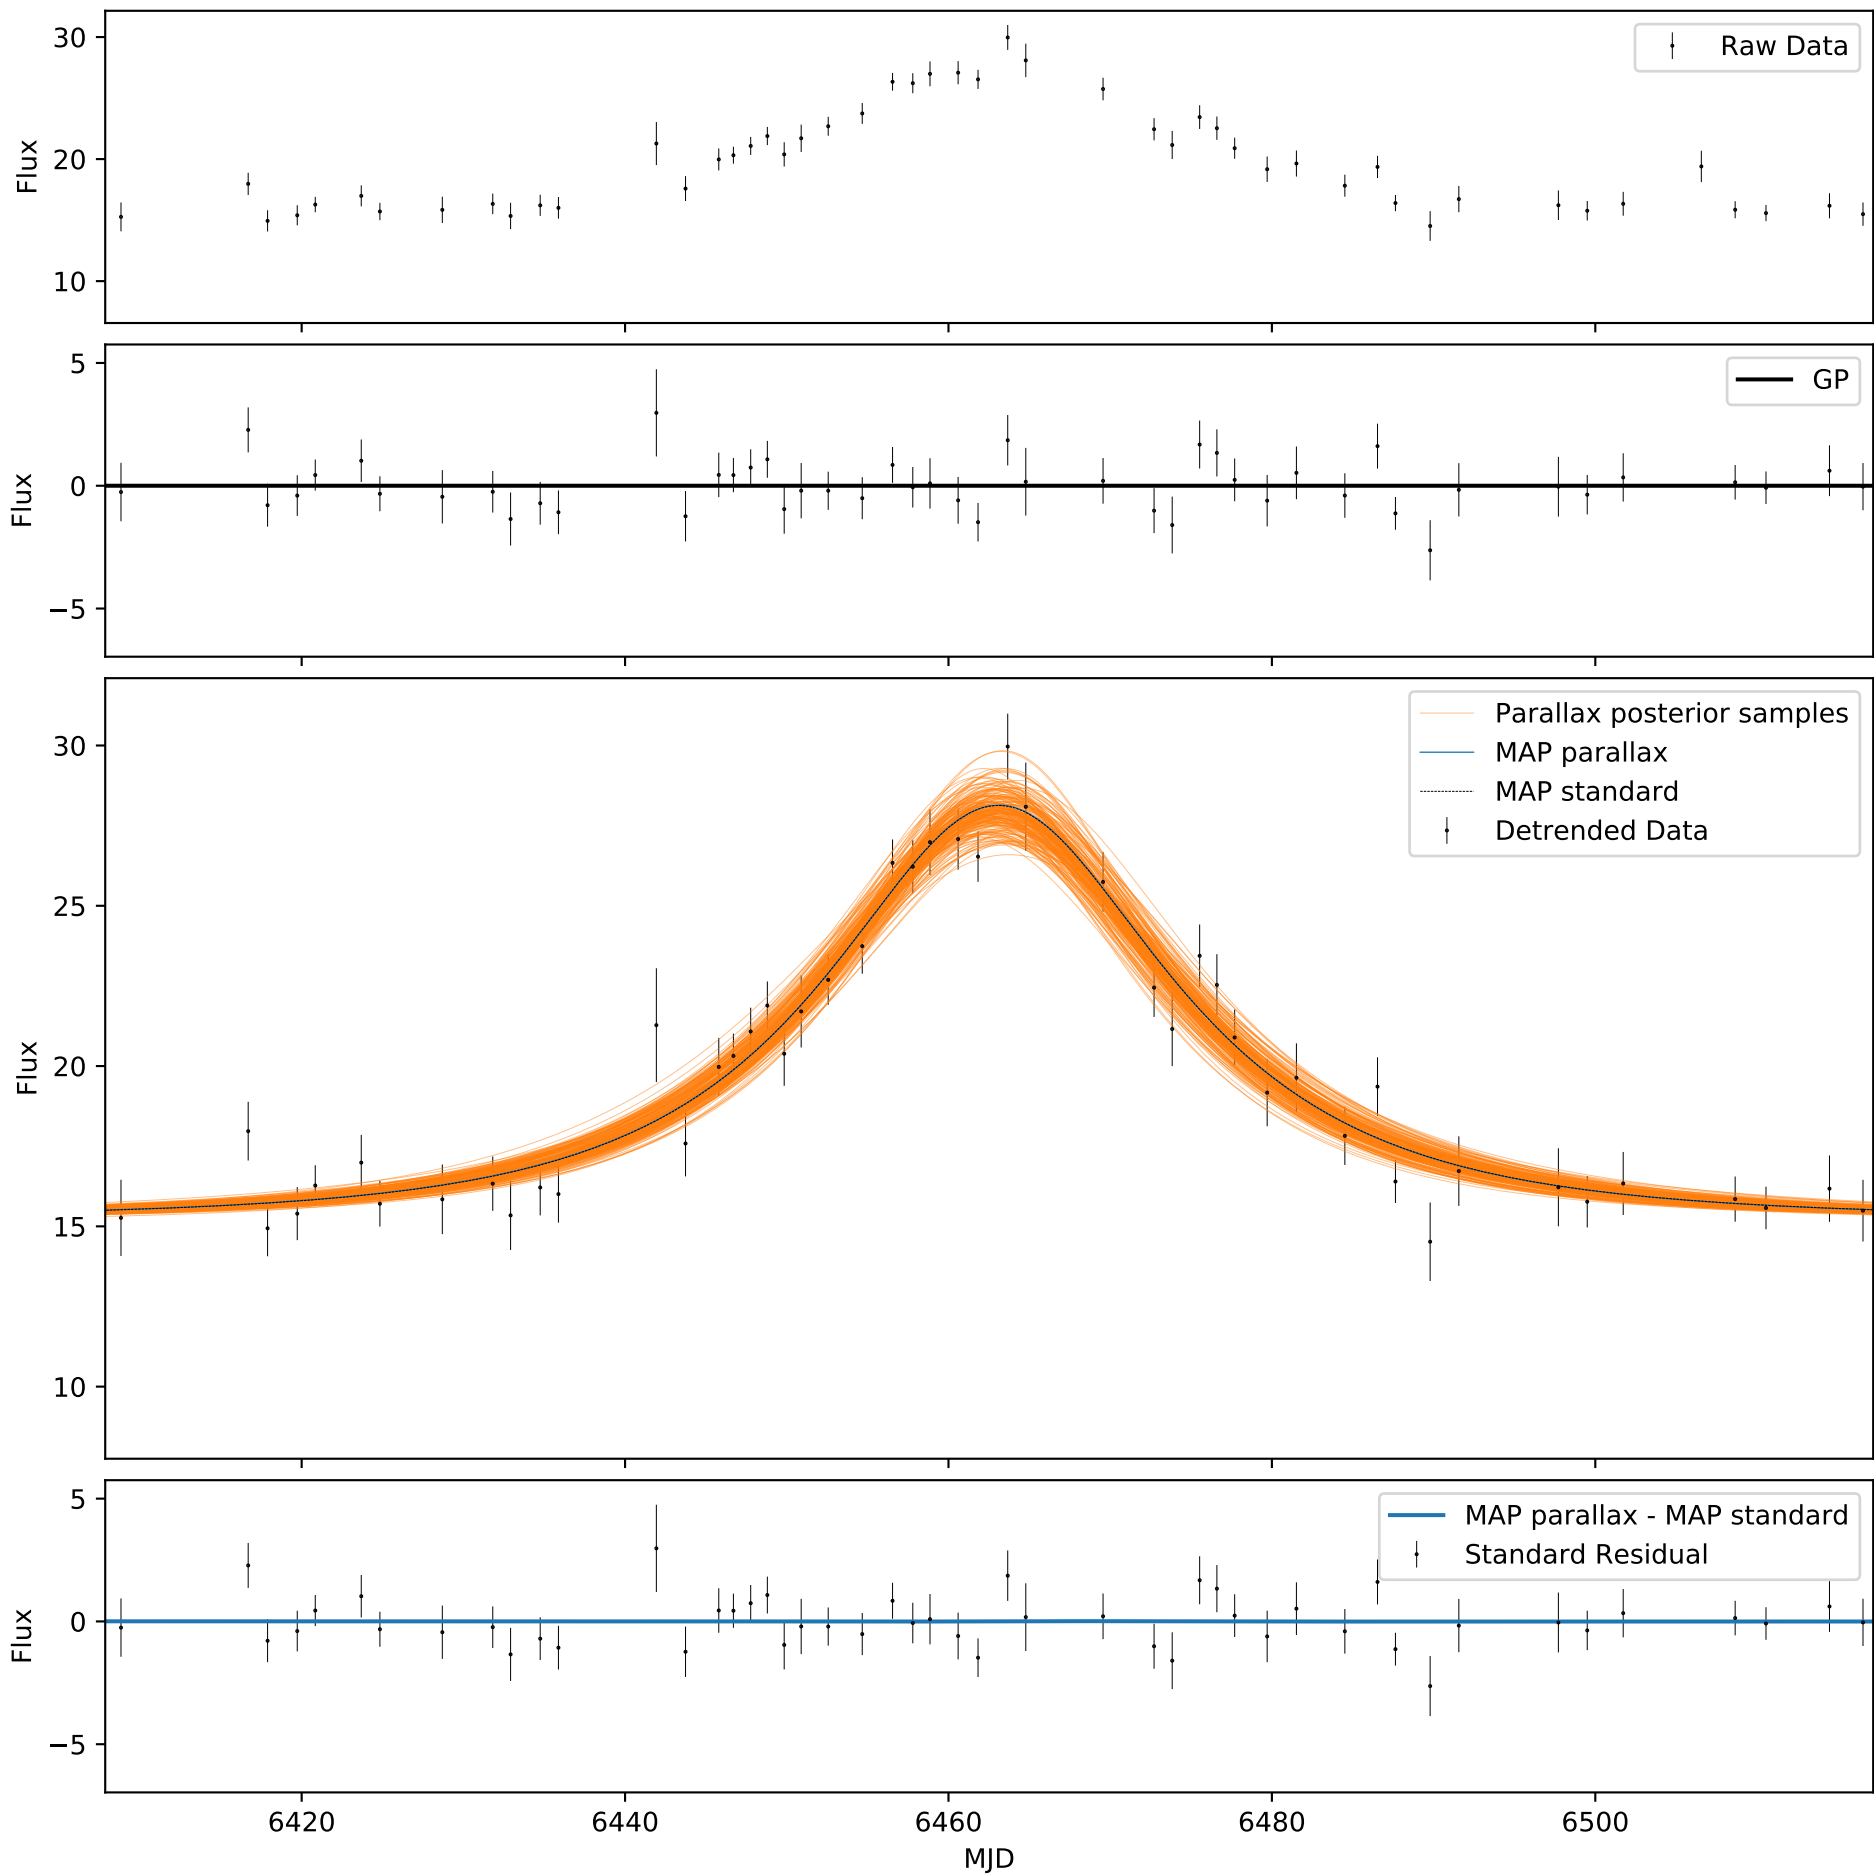 30
20
10
Flux
Raw Data
5
0
−5
Flux
GP
30
25
20
15
10
Flux
Parallax posterior samples
MAP parallax
MAP standard
Detrended Data
5
0
−5
Flux
MAP parallax - MAP standard
Standard Residual
6420 6440 6460 6480 6500
MJD